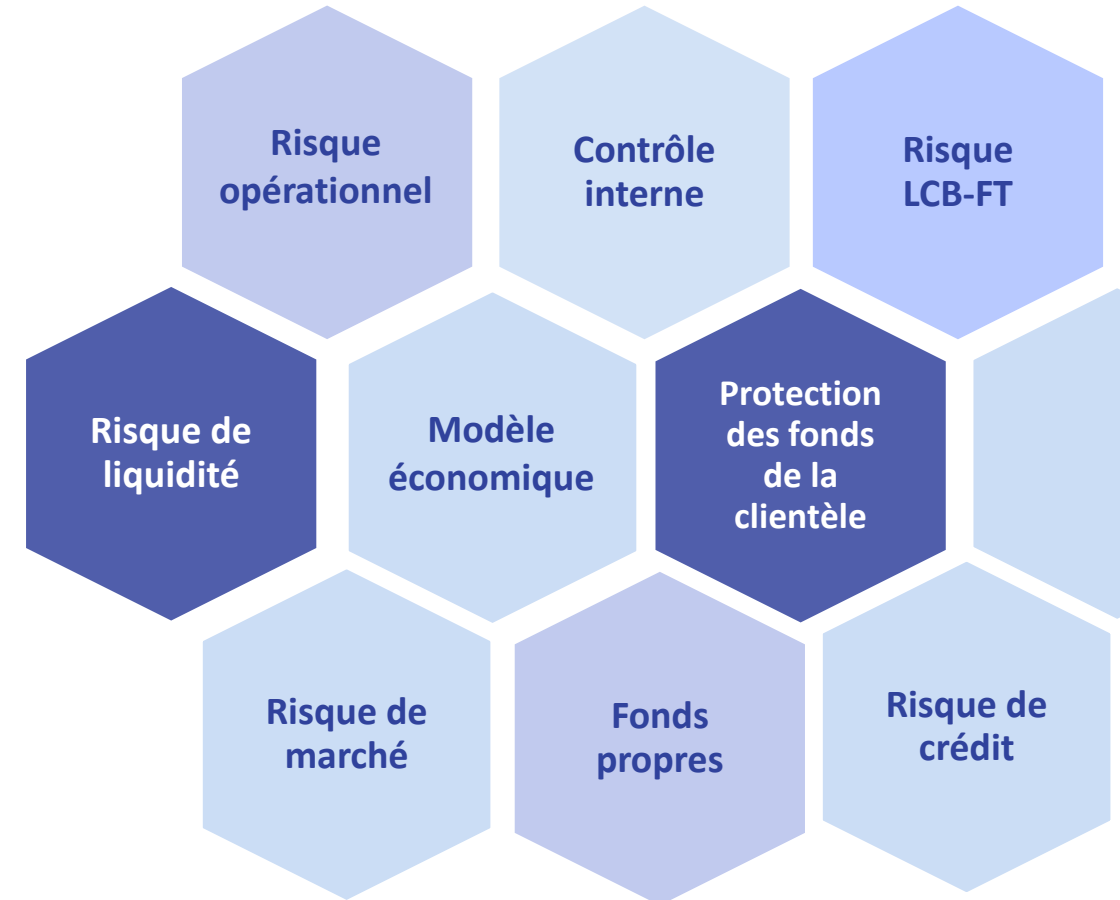 Risque
opérationnel
Contrôle
interne
Risque
LCB-FT
Risque de
liquidité
Modèle
économique
Protection
des fonds
de la
clientèle
Risque de
marché
Fonds
propres
Risque de
crédit